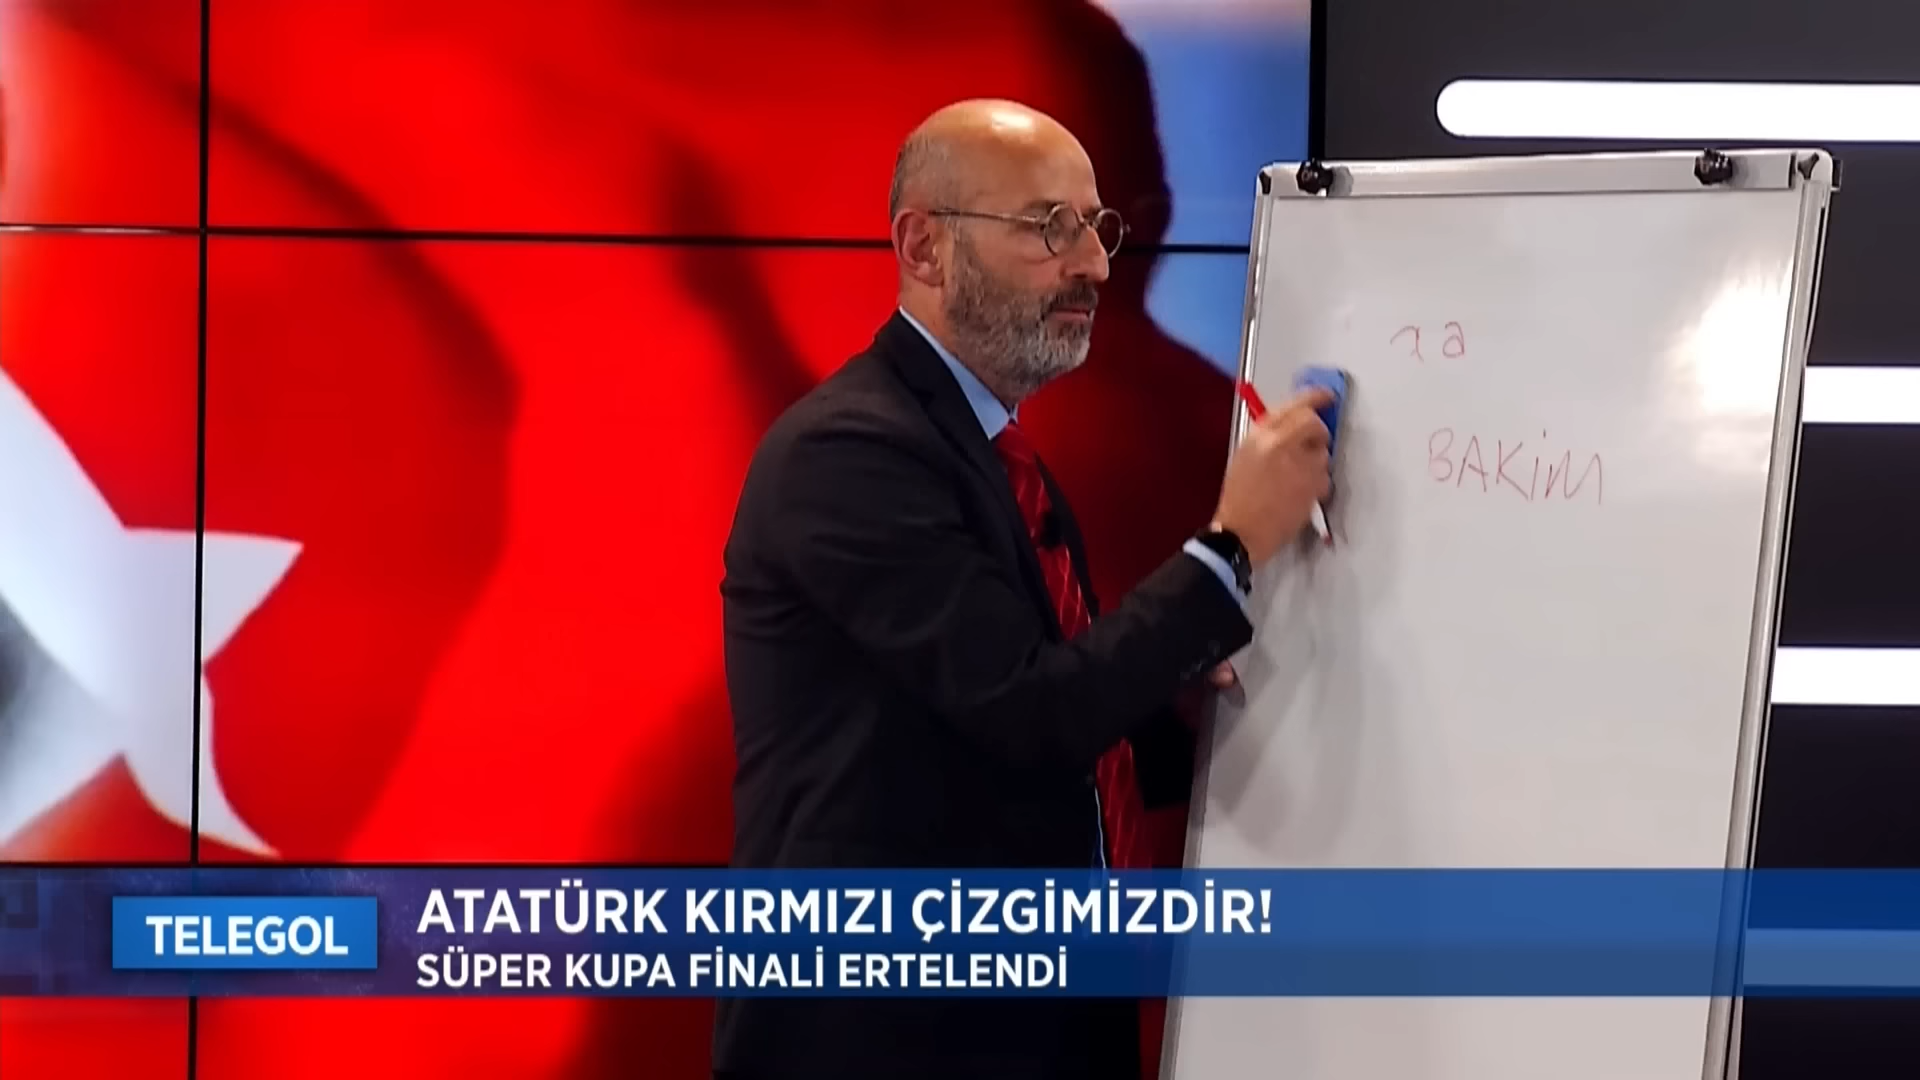 BAKiM
TELEGOL
ATATÜRK KIRMIZI ÇİZGİMİZDİR!
SÜPER KUPA FİNALİ ERTELENDİ